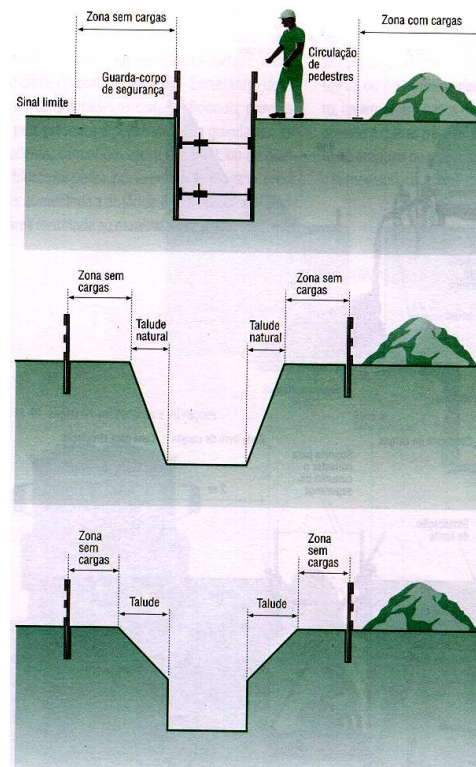 Zona sem cargas
Zona com cargas
Guarda-corpo
de segurança
Circulação
de
pedestres
Sinal limite
Zona sem
cargas
Zona sem
cargas
Talude
natural
Talude
natural
Zona
sem
cargas
Zona
sem
cargas
Talude
Talude